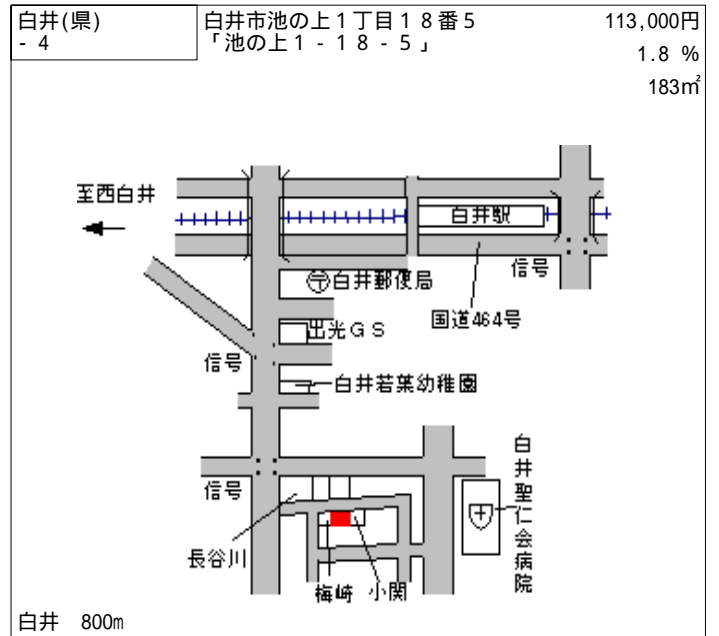 白井(県)
- 4
白井市池の上1丁目18番5
「池の上1 - 18 - 5」
113,000円
1.8 %
183㎡
至西白井
白井駅
信号
〒白井郵便局
国道464号
出光GS
信号
白井若葉幼稚園
信号
白井聖仁会病院
長谷川
梅崎 小関
白井 800m